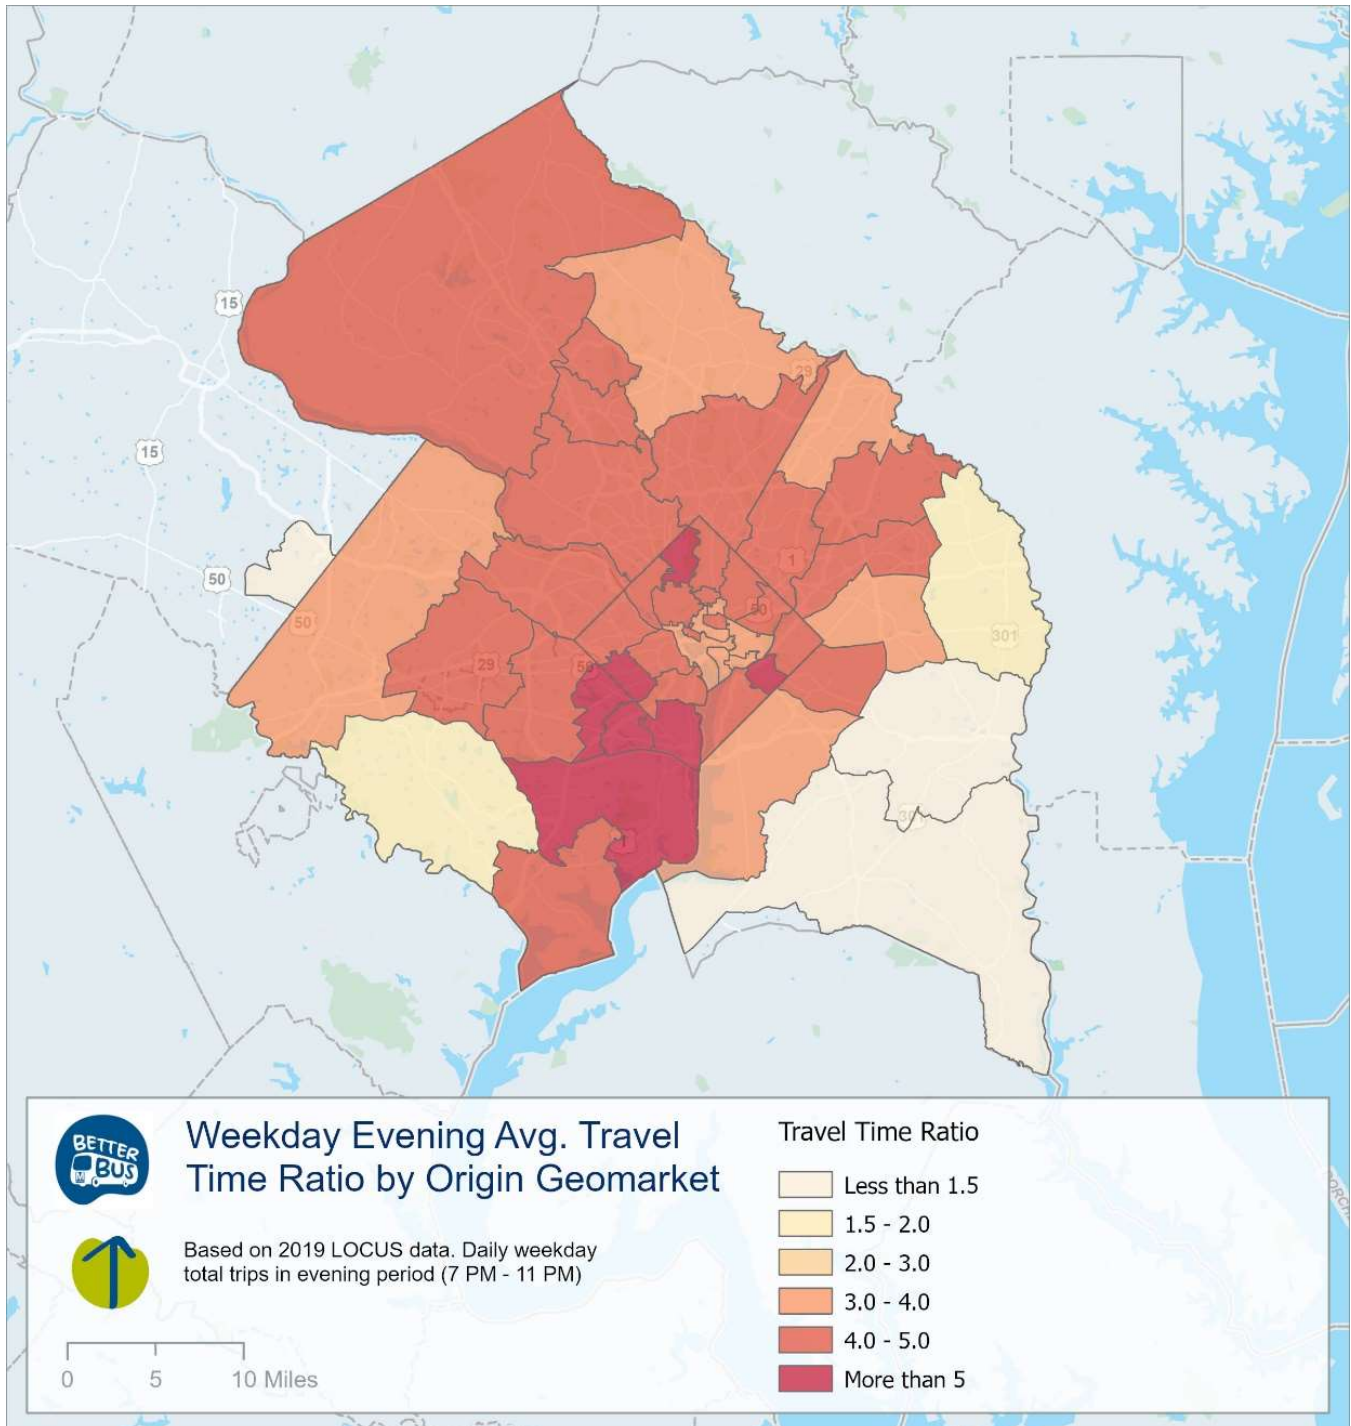 29
15
15
1
50
50
50
301
29
50
301
1
BETTER
BUS
M
Weekday Evening Avg. Travel
Time Ratio by Origin Geomarket
Based on 2019 LOCUS data. Daily weekday
total trips in evening period (7 PM - 11 PM)
0 5 10 Miles
Travel Time Ratio
Less than 1.5
1.5 - 2.0
2.0 - 3.0
3.0 - 4.0
4.0 - 5.0
More than 5